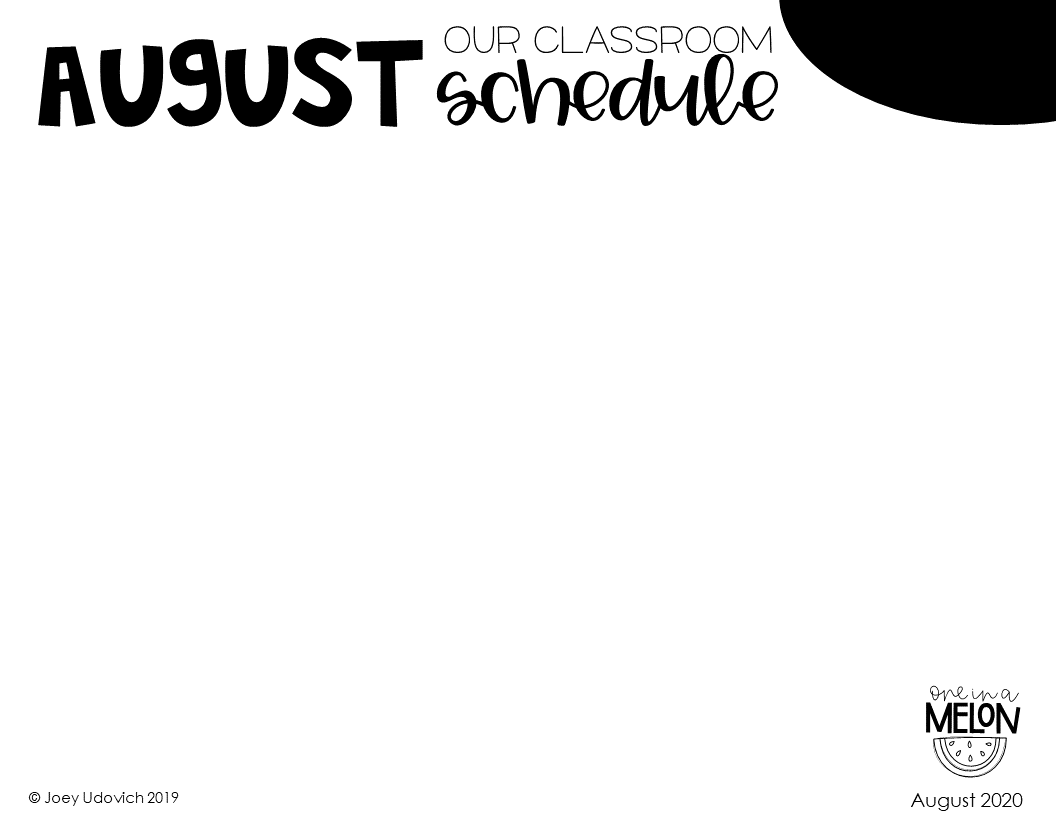 AUGUST
OUR CLASSROOM
schedule
one in a
MELON
© Joey Udovich 2019
August 2020